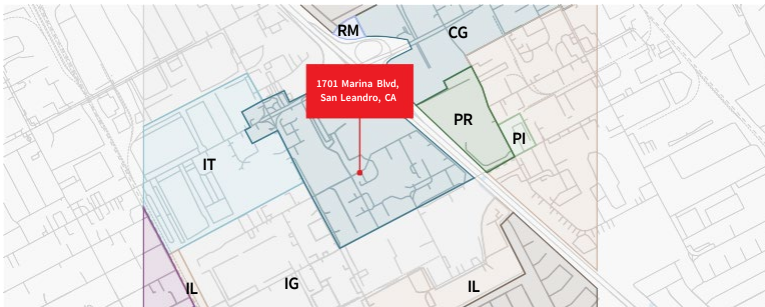 RM
CG
1701 Marina Blvd,
San Leandro, CA
PR
PI
IT
IL
IG
IL